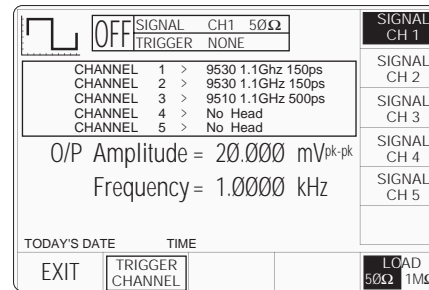 OFF SIGNAL CH1 50Ω
TRIGGER NONE
CHANNEL 1 > 9530 1.1Ghz 150ps
CHANNEL 2 > 9530 1.1GHz 150ps
CHANNEL 3 > 9510 1.1GHz 500ps
CHANNEL 4 > No Head
CHANNEL 5 > No Head
O/P Amplitude = 20.000 mVpk-pk
Frequency = 1.0000 kHz
TODAY'S DATE TIME
EXIT
TRIGGER
CHANNEL
SIGNAL
CH 1
SIGNAL
CH 2
SIGNAL
CH 3
SIGNAL
CH 4
SIGNAL
CH 5
LOAD
50Ω 1MΩ